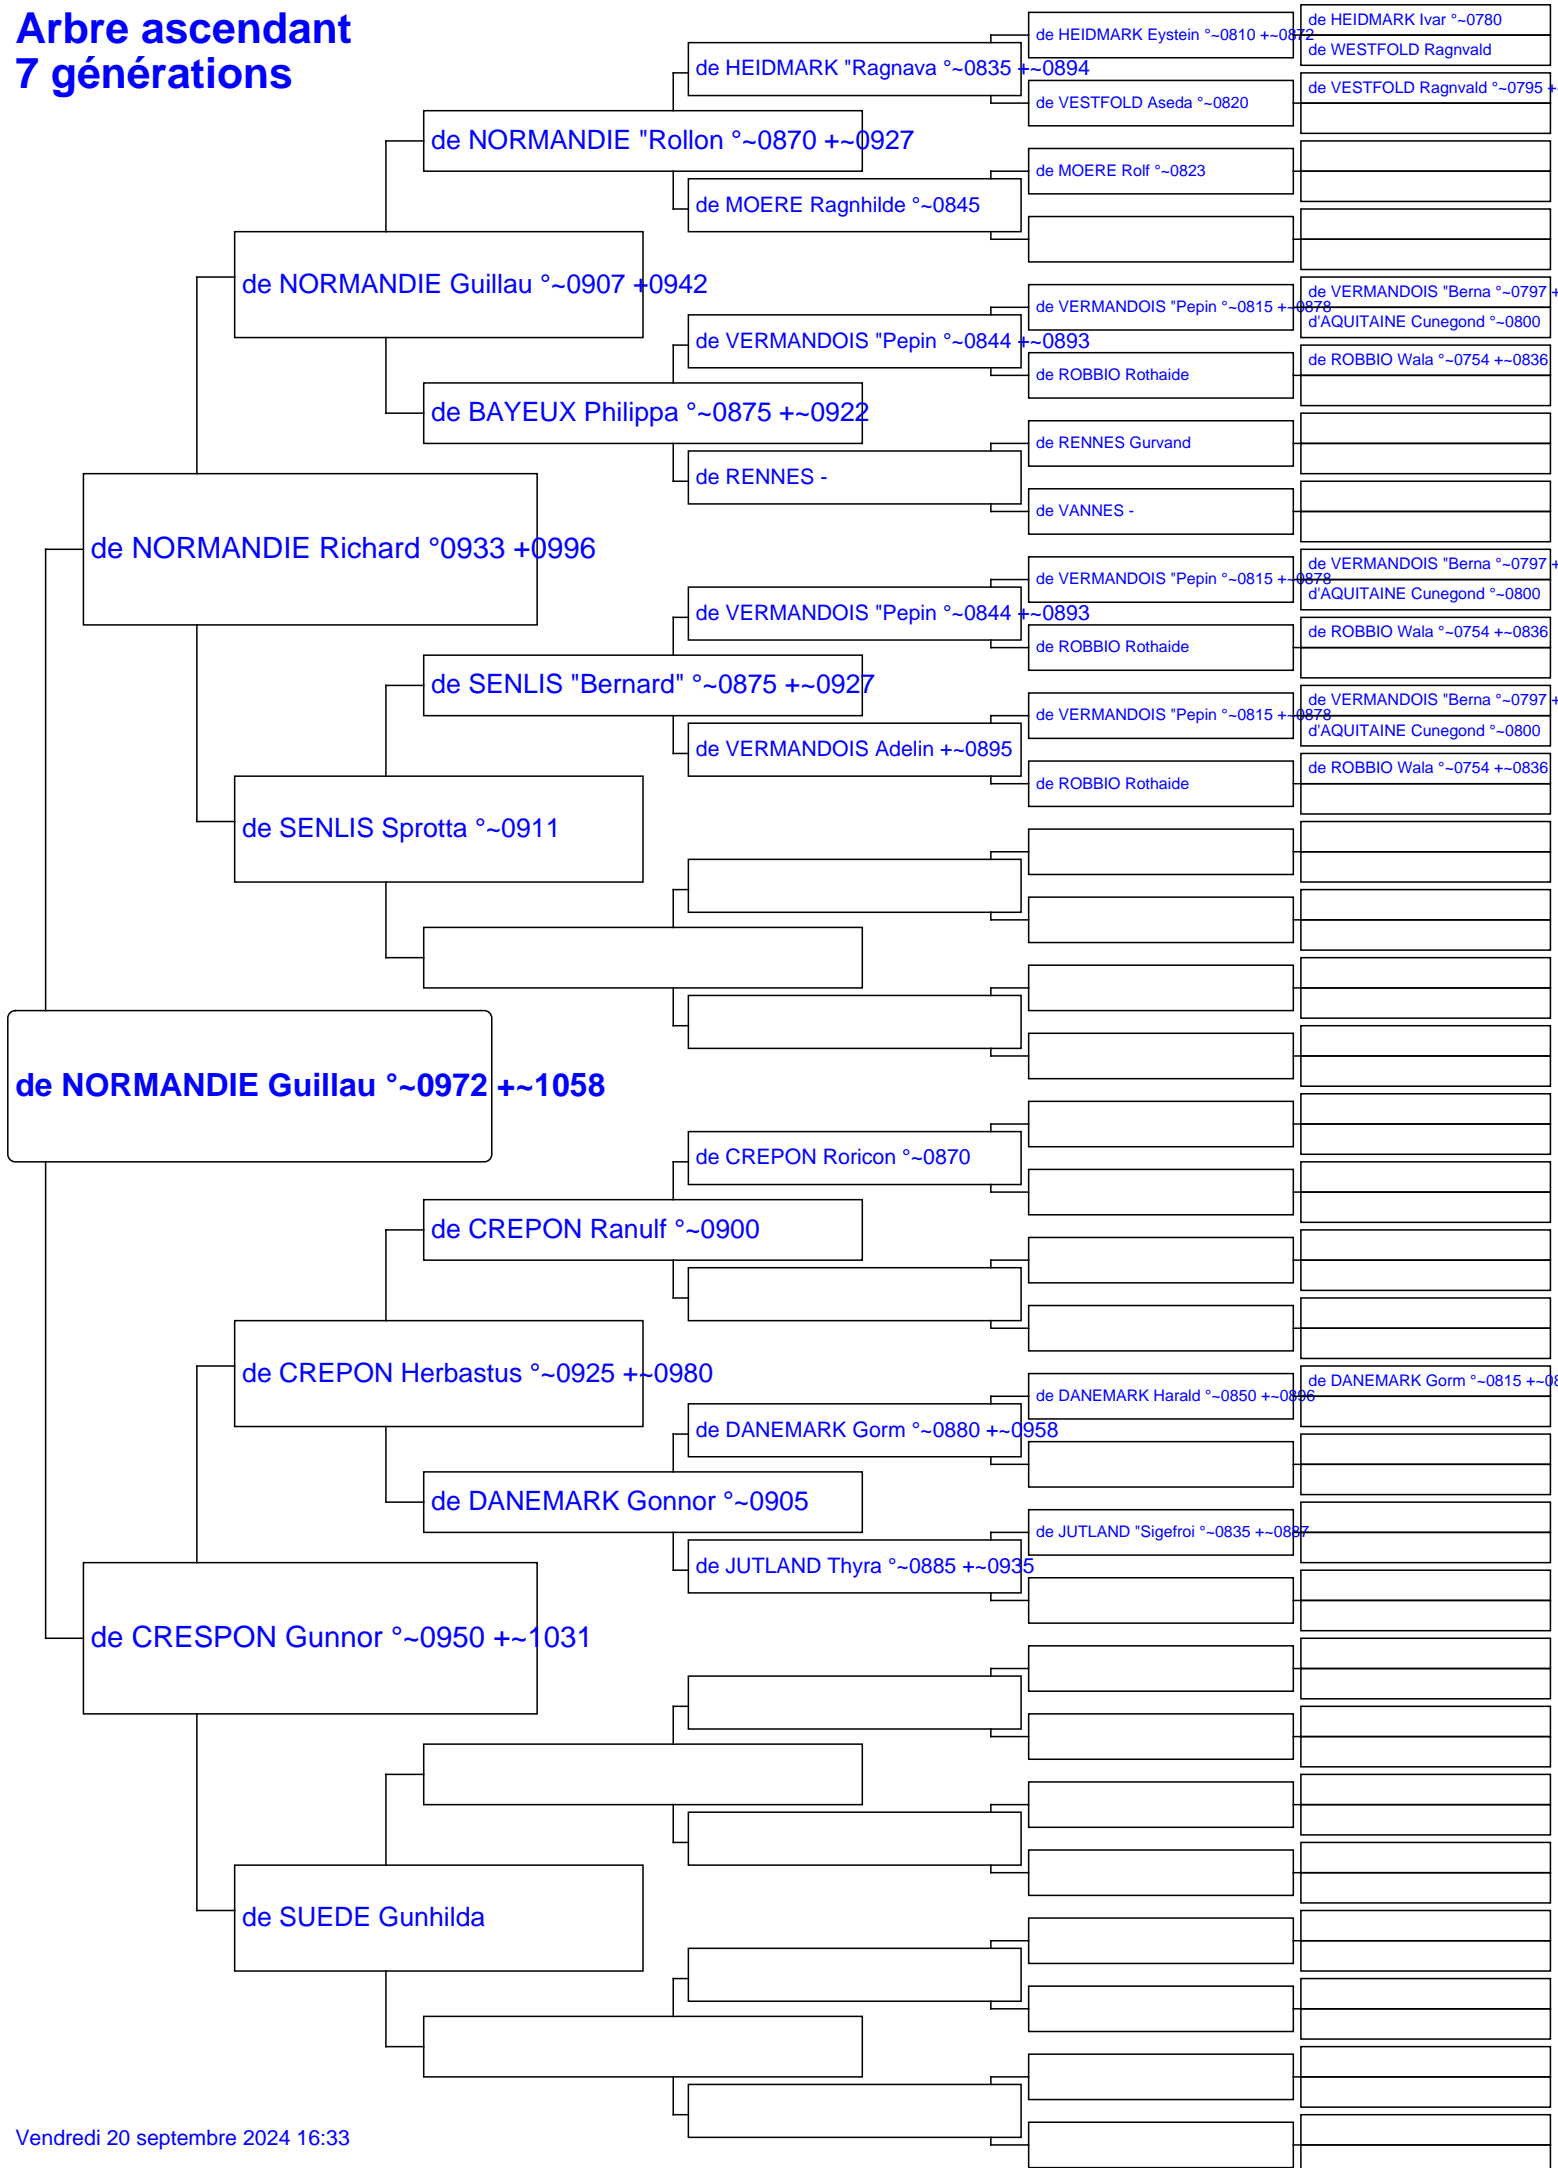 Arbre ascendant
7 générations
de HEIDMARK Ivar °~0780
de HEIDMARK Eystein °~0810 +~0872
de WESTFOLD Ragnvald
de HEIDMARK "Ragnava °~0835 +~0894
de VESTFOLD Ragnvald °~0795 +
de VESTFOLD Aseda °~0820
de NORMANDIE "Rollon °~0870 +~0927
de MOERE Rolf °~0823
de MOERE Ragnhilde °~0845
de NORMANDIE Guillau °~0907 +0942
de VERMANDOIS "Berna °~0797 +
de VERMANDOIS "Pepin °~0815 +~0878
d'AQUITAINE Cunegond °~0800
de VERMANDOIS "Pepin °~0844 +~0893
de ROBBIO Wala °~0754 +~0836
de ROBBIO Rothaide
de BAYEUX Philippa °~0875 +~0922
de RENNES Gurvand
de RENNES -
de VANNES -
de NORMANDIE Richard °0933 +0996
de VERMANDOIS "Berna °~0797 +
de VERMANDOIS "Pepin °~0815 +~0878
d'AQUITAINE Cunegond °~0800
de VERMANDOIS "Pepin °~0844 +~0893
de ROBBIO Wala °~0754 +~0836
de ROBBIO Rothaide
de SENLIS "Bernard" °~0875 +~0927
de VERMANDOIS "Berna °~0797 +
de VERMANDOIS "Pepin °~0815 +~0878
d'AQUITAINE Cunegond °~0800
de VERMANDOIS Adelin +~0895
de ROBBIO Wala °~0754 +~0836
de ROBBIO Rothaide
de SENLIS Sprotta °~0911
de NORMANDIE Guillau °~0972 +~1058
de CREPON Roricon °~0870
de CREPON Ranulf °~0900
de CREPON Herbastus °~0925 +~0980
de DANEMARK Gorm °~0815 +~08
de DANEMARK Harald °~0850 +~0896
de DANEMARK Gorm °~0880 +~0958
de DANEMARK Gonnor °~0905
de JUTLAND "Sigefroi °~0835 +~0887
de JUTLAND Thyra °~0885 +~0935
de CRESPON Gunnor °~0950 +~1031
de SUEDE Gunhilda
Vendredi 20 septembre 2024 16:33